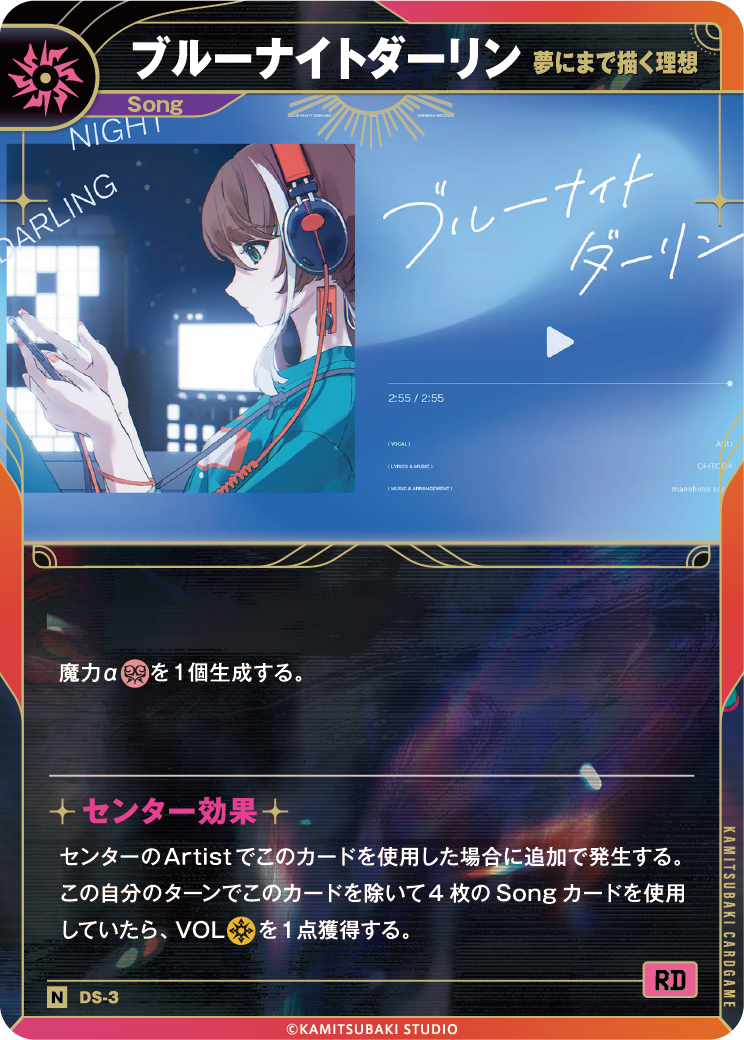 ブルーナイトダーリン 夢にまで描く理想
Song
NIGHT
DARLING
ブルーナイト
ダーリン
2:55 / 2:55
( VOCAL )
( LYRICS & MUSIC )
( MUSIC & ARRANGEMENT )
魔力αを1個生成する。
センター効果
センターのArtistでこのカードを使用した場合に追加で発生する。
この自分のターンでこのカードを除いて4枚のSongカードを使用
していたら、VOLを1点獲得する。
KAMITSUBAKI CARDGAME
N DS-3
RD
©KAMITSUBAKI STUDIO